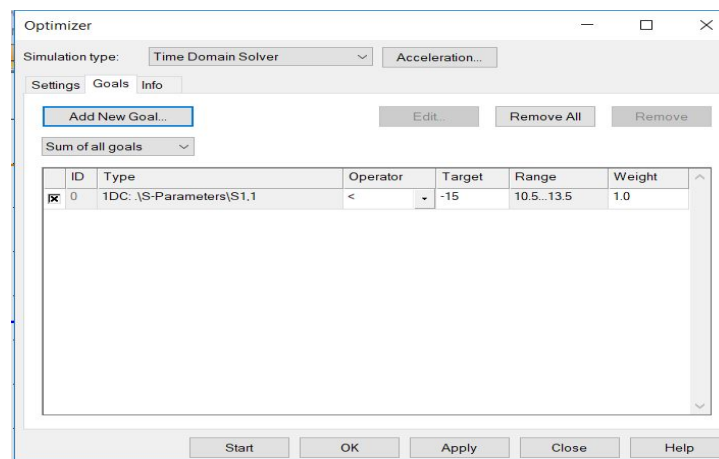 Optimizer
Simulation type: Time Domain Solver Acceleration...
Settings Goals Info
Add New Goal... Edit... Remove All Remove
Sum of all goals
ID Type Operator Target Range Weight
0 1DC: .\S-Parameters\S1,1 < -15 10.5...13.5 1.0
Start OK Apply Close Help